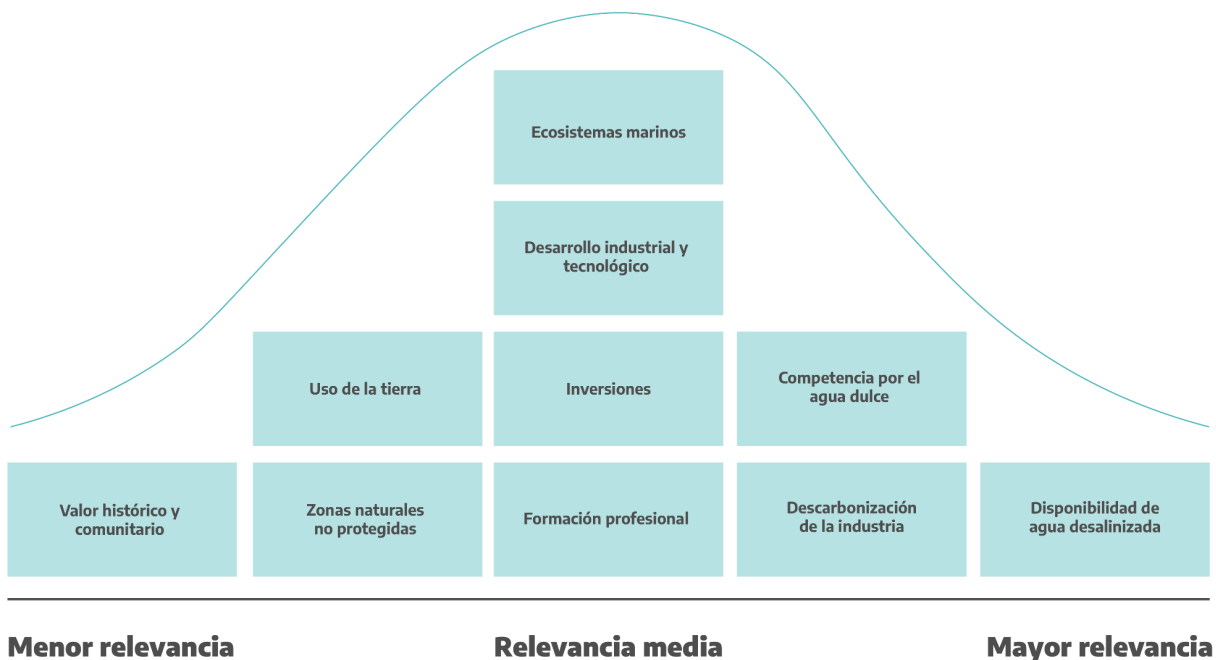 Ecosistemas marinos
Desarrollo industrial y
tecnológico
Uso de la tierra
Inversiones
Competencia por el
agua dulce
Valor histórico y
comunitario
Zonas naturales
no protegidas
Formación profesional
Descarbonización
de la industria
Disponibilidad de
agua desalinizada
Menor relevancia
Relevancia media
Mayor relevancia